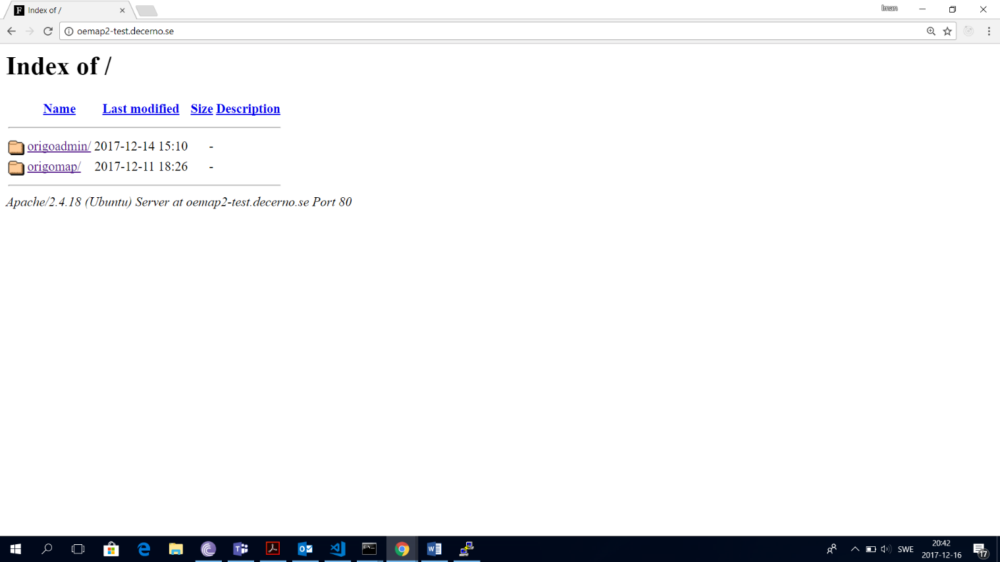 F Index of /
Iman
oemap2-test.decerno.se
Index of /
Name Last modified Size Description
origoadmin/ 2017-12-14 15:10 -
origomap/ 2017-12-11 18:26 -
Apache/2.4.18 (Ubuntu) Server at oemap2-test.decerno.se Port 80
SWE
20:42
2017-12-16
17